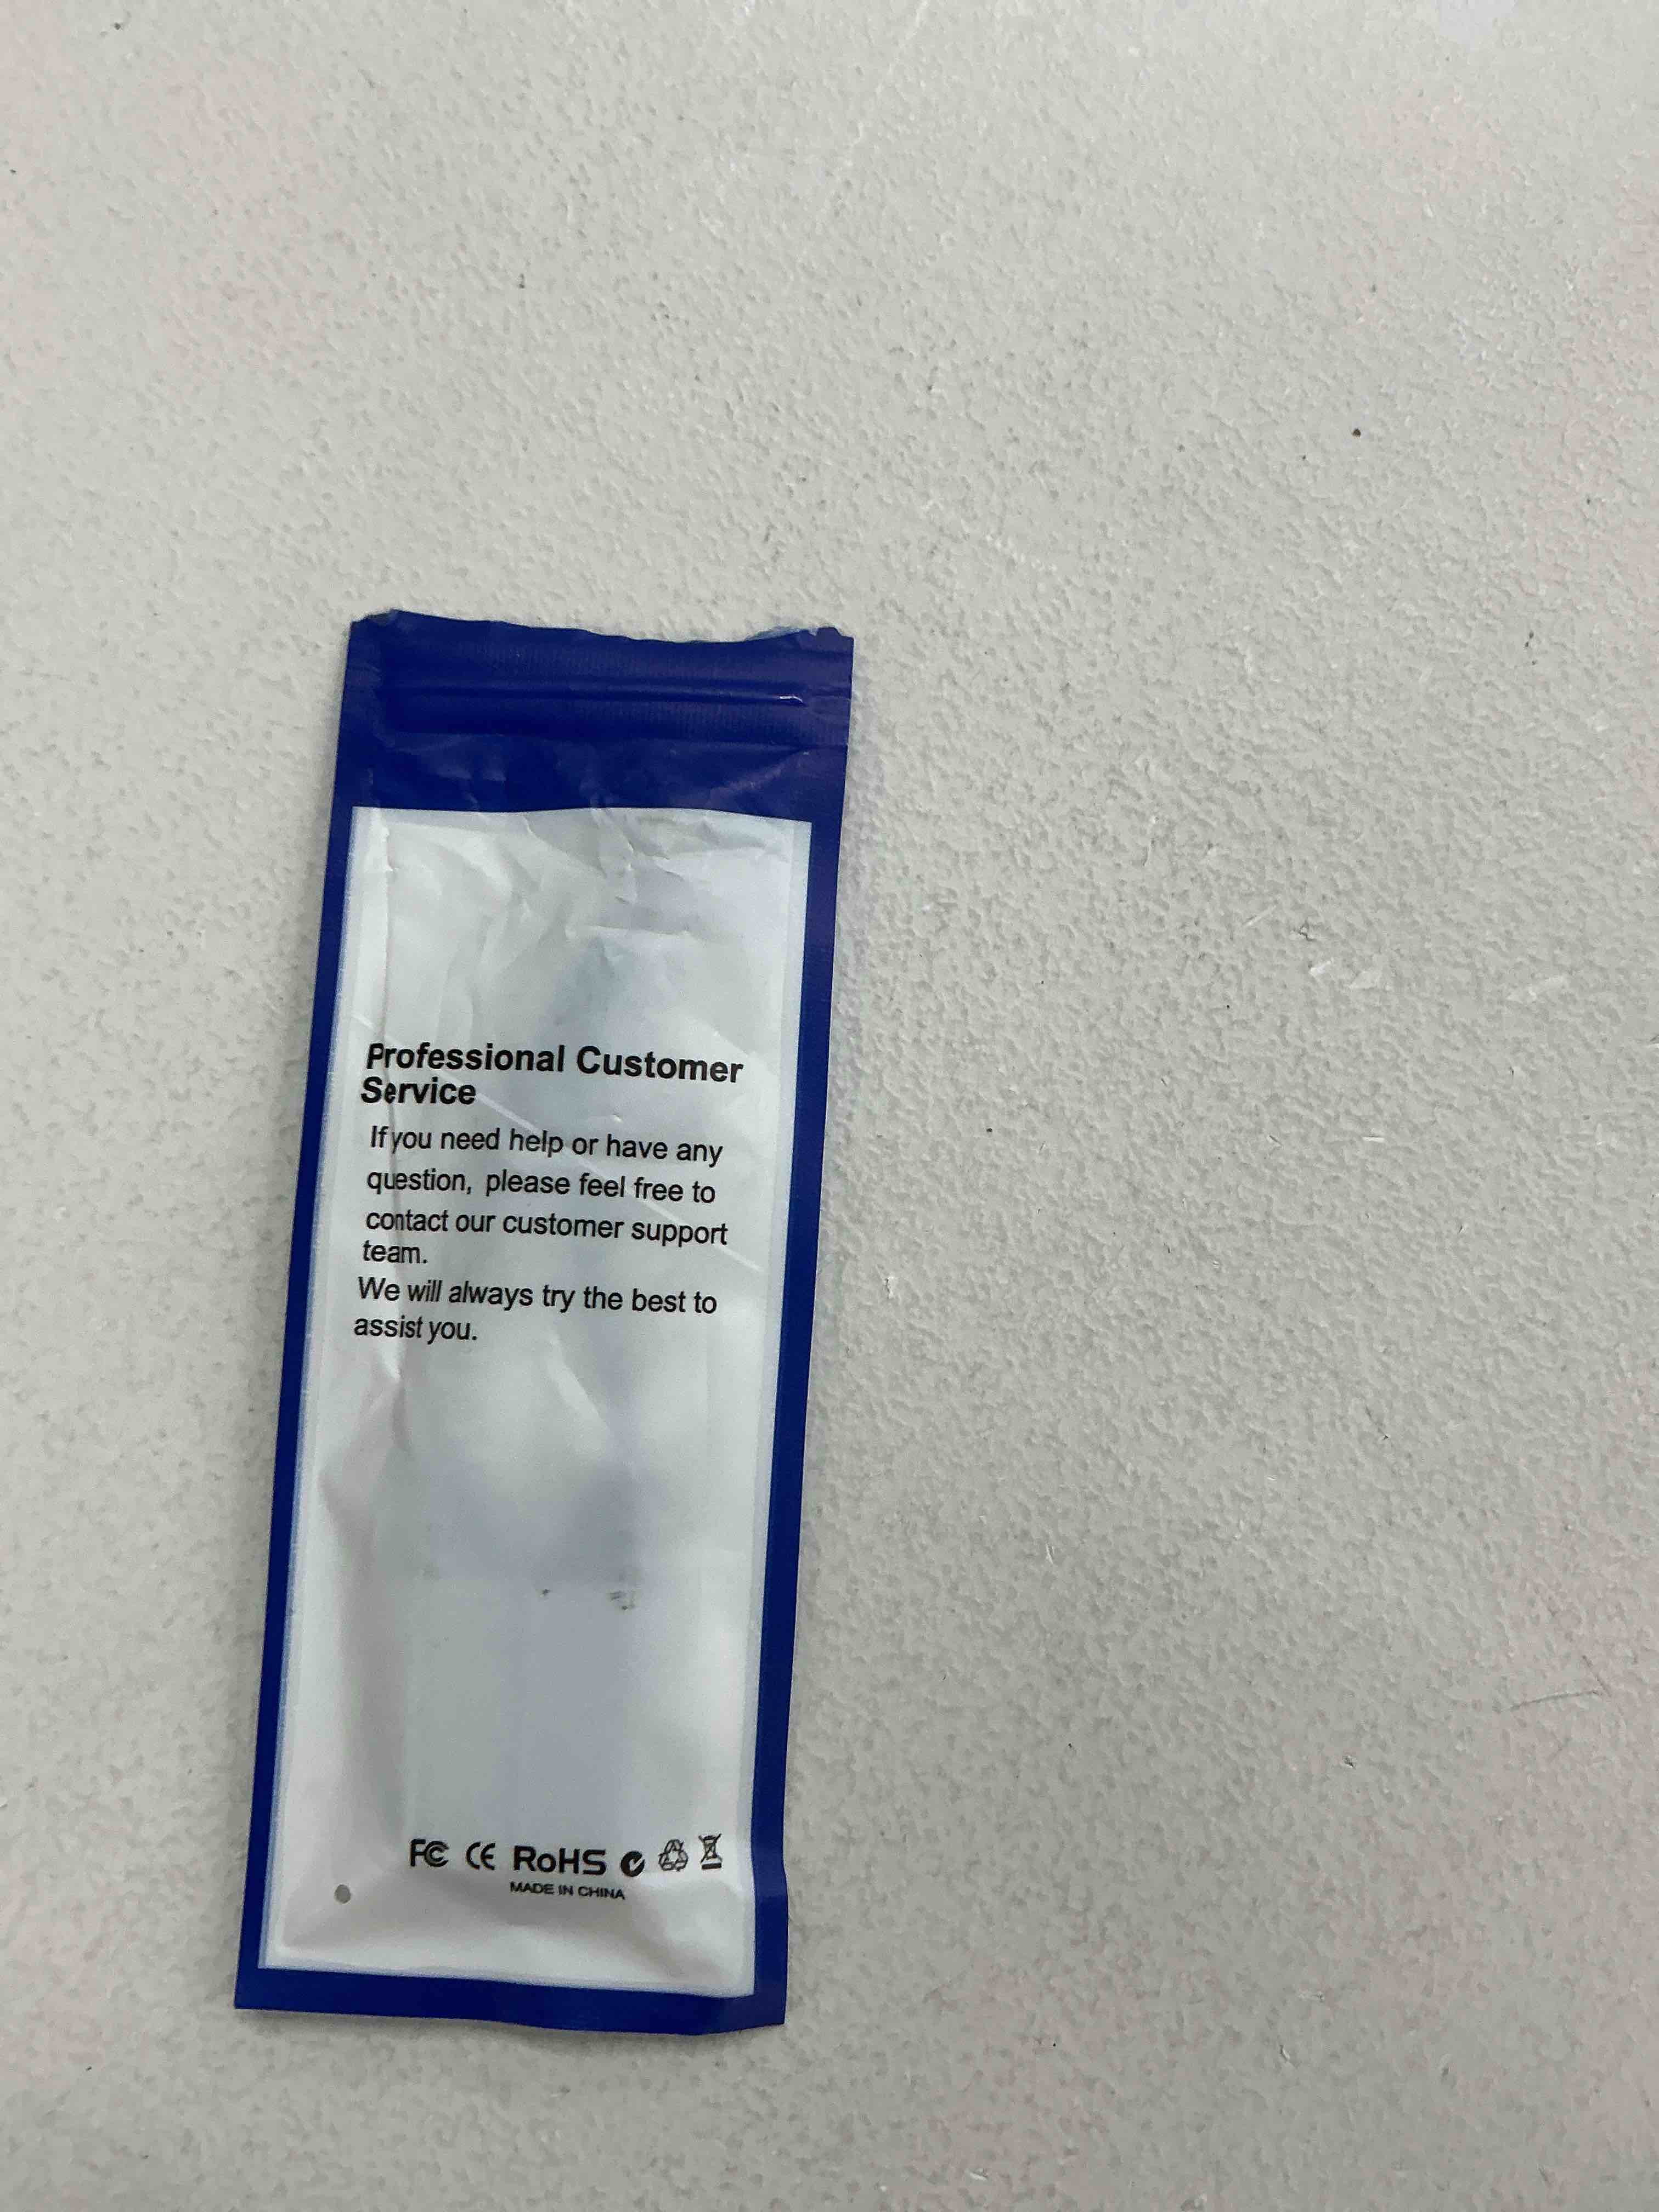 Professional Customer
Service
If you need help or have any
question, please feel free to
contact our customer support
team.
We will always try the best to
assist you.
FC CE RoHS
MADE IN CHINA